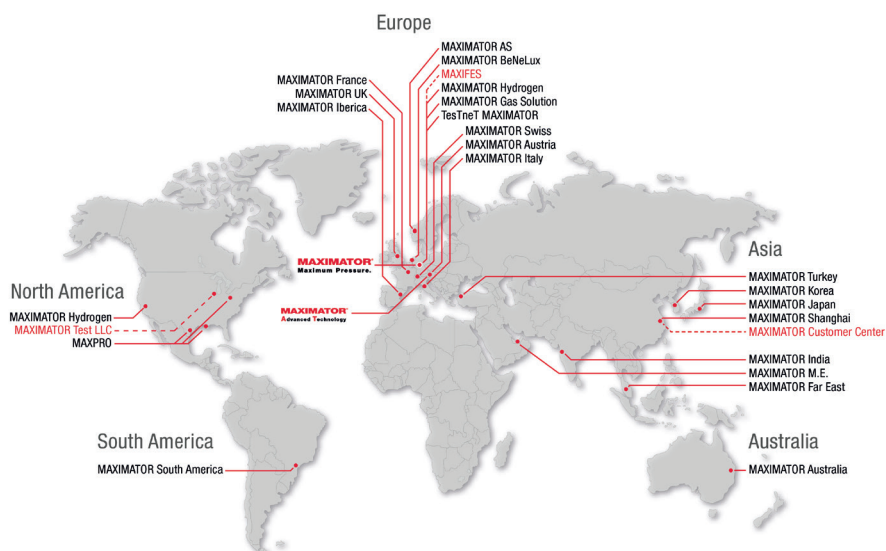 Europe
MAXIMATOR AS
MAXIMATOR BeNeLux
MAXIFES
MAXIMATOR Hydrogen
MAXIMATOR Gas Solution
TesTneT MAXIMATOR
MAXIMATOR Swiss
MAXIMATOR Austria
MAXIMATOR Italy
MAXIMATOR France
MAXIMATOR UK
MAXIMATOR Iberica
MAXIMATOR®
Maximum Pressure.
MAXIMATOR®
Advanced Technology
North America
MAXIMATOR Hydrogen
MAXIMATOR Test LLC
MAXPRO
Asia
MAXIMATOR Turkey
MAXIMATOR Korea
MAXIMATOR Japan
MAXIMATOR Shanghai
MAXIMATOR Customer Center
MAXIMATOR India
MAXIMATOR M.E.
MAXIMATOR Far East
South America
MAXIMATOR South America
Australia
MAXIMATOR Australia